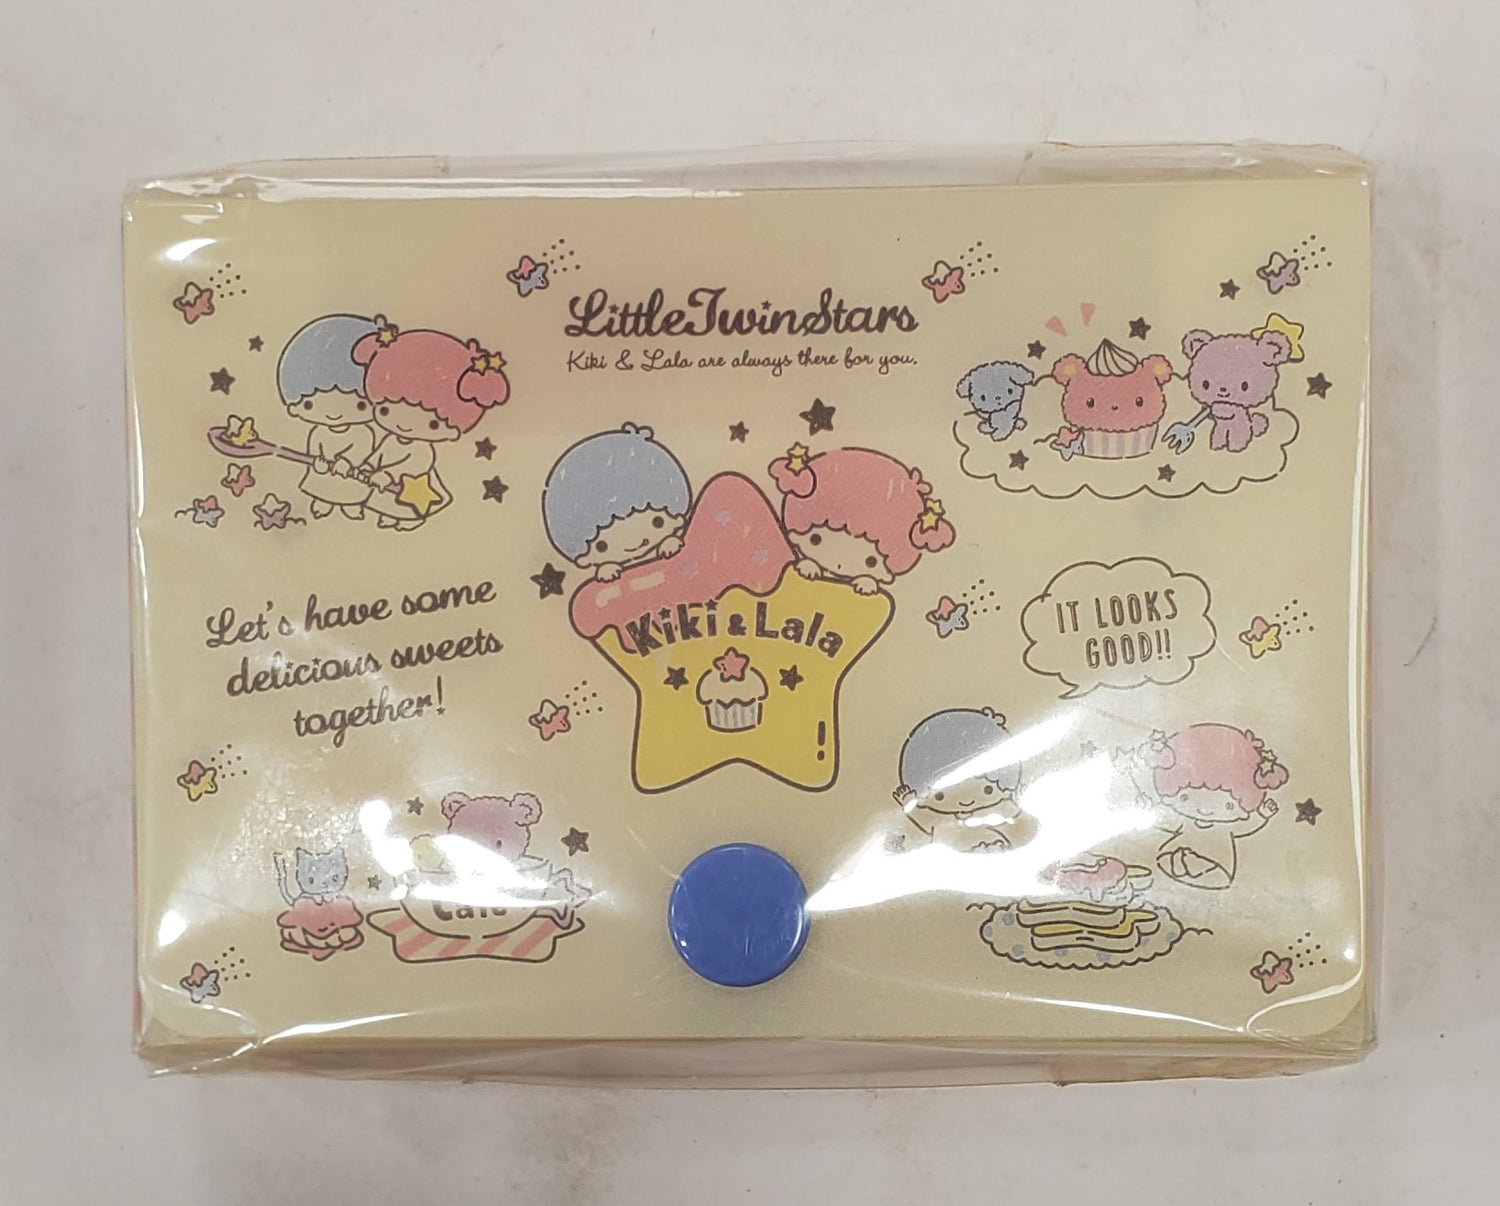 LittleTwinStars
Kiki & Lala are always there for you.
Kiki & Lala
!
Let's have some
delicious sweets
together!
IT LOOKS
GOOD!!
Cafe